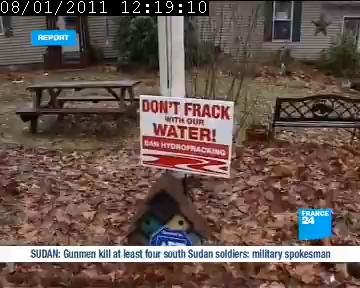 08/01/2011 12:19:10
REPORT
DON'T FRACK
WITH OUR
WATER!
BAN HYDROFRACKING
FRANCE
24
SUDAN: Gunmen kill at least four south Sudan soldiers: military spokesman